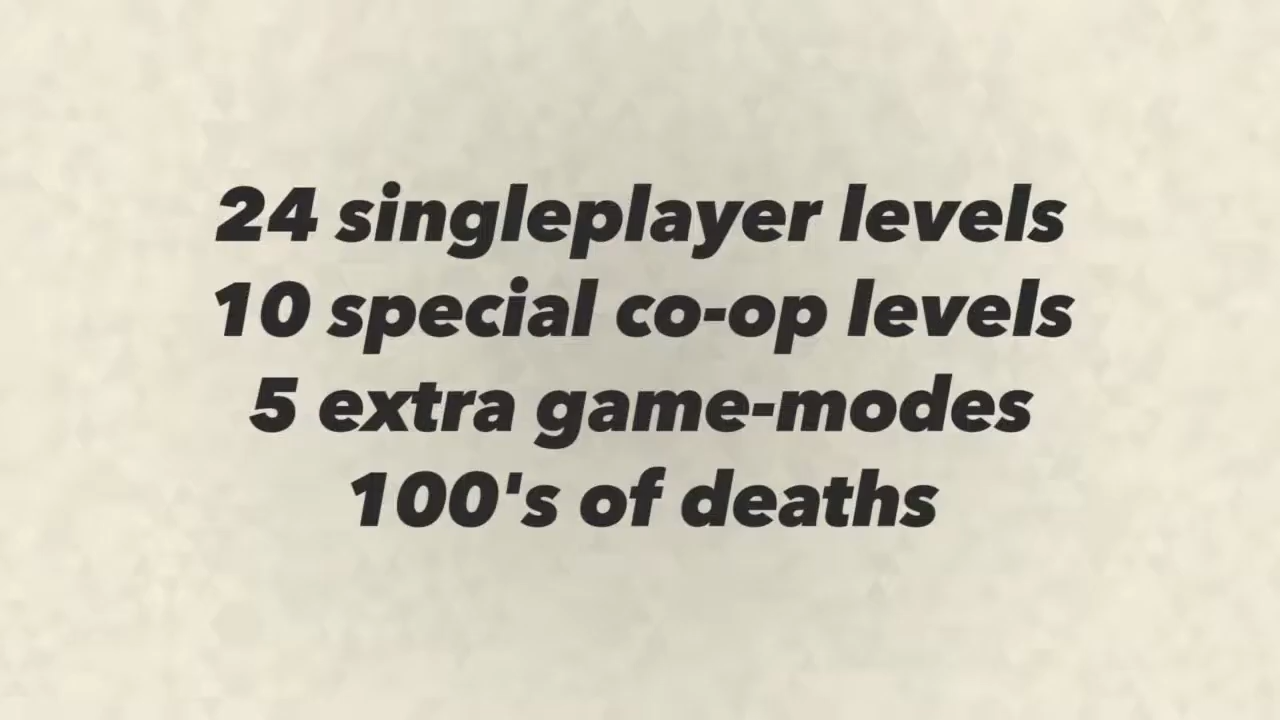 24 singleplayer levels
10 special co-op levels
5 extra game-modes
100's of deaths